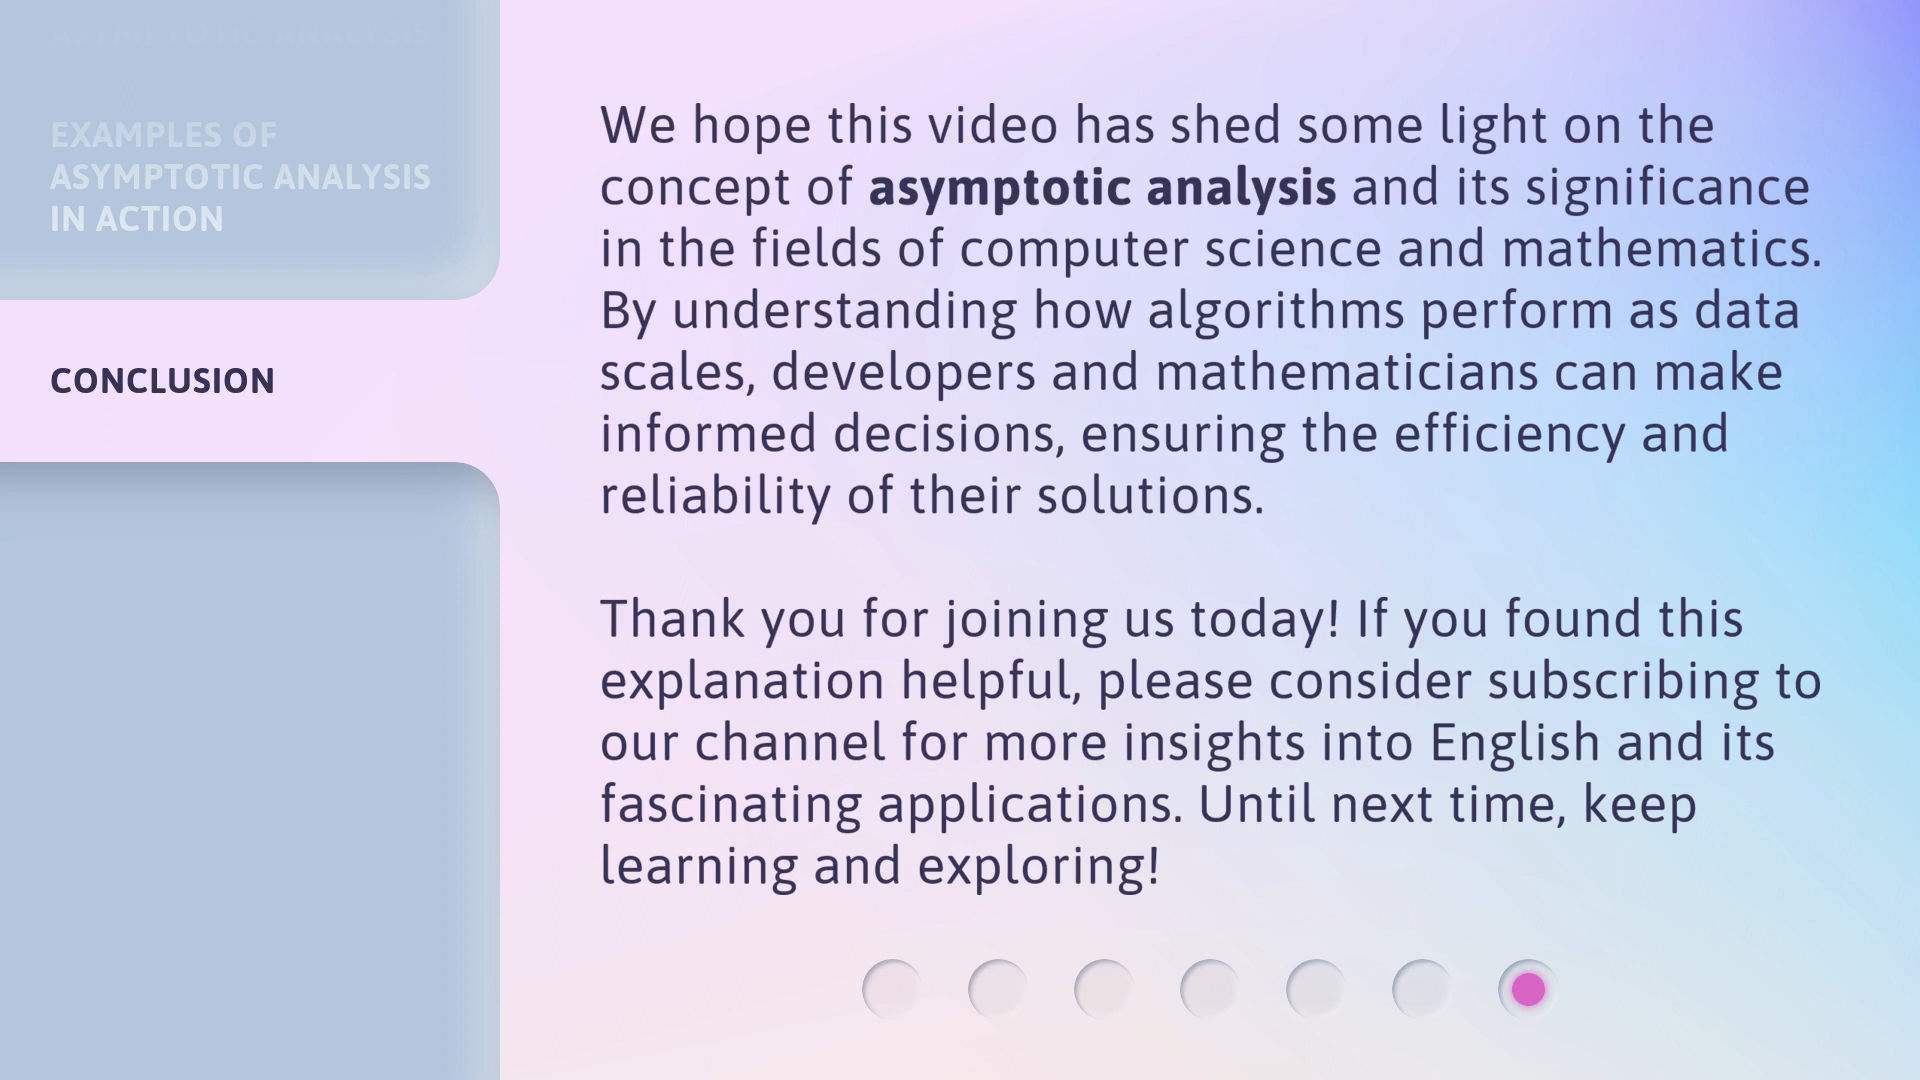 ASYMPTOTIC ANALYSIS
EXAMPLES OF
ASYMPTOTIC ANALYSIS
IN ACTION
CONCLUSION
We hope this video has shed some light on the
concept of asymptotic analysis and its significance
in the fields of computer science and mathematics.
By understanding how algorithms perform as data
scales, developers and mathematicians can make
informed decisions, ensuring the efficiency and
reliability of their solutions.
Thank you for joining us today! If you found this
explanation helpful, please consider subscribing to
our channel for more insights into English and its
fascinating applications. Until next time, keep
learning and exploring!